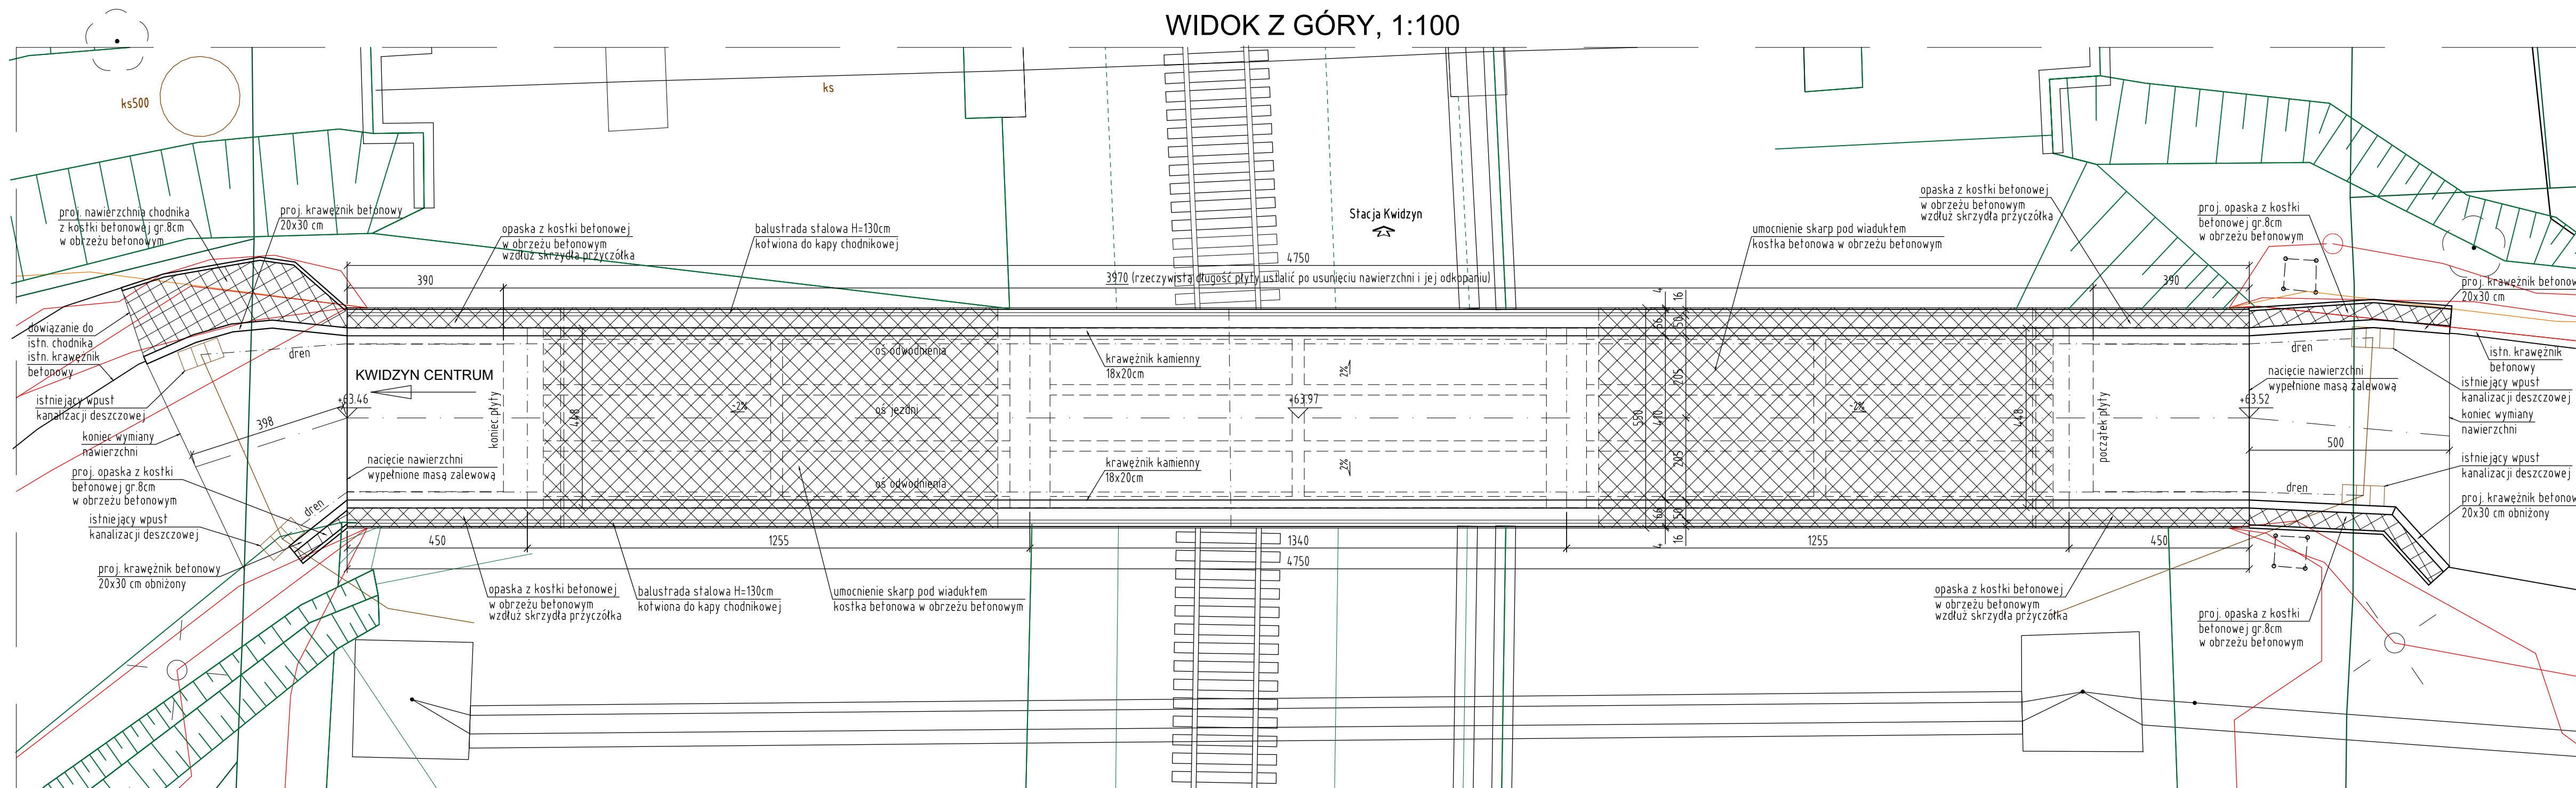 WIDOK Z GÓRY, 1:100
ks500
ks
Stacja Kwidzyn
proj. nawierzchnia chodnika
z kostki betonowej gr.8cm
w obrzeżu betonowym
proj. krawężnik betonowy
20x30 cm
opaska z kostki betonowej
w obrzeżu betonowym
wzdłuż skrzydła przyczółka
balustrada stalowa H=130cm
kotwiona do kapy chodnikowej
umocnienie skarp pod wiaduktem
kostka betonowa w obrzeżu betonowym
opaska z kostki betonowej
w obrzeżu betonowym
wzdłuż skrzydła przyczółka
proj. opaska z kostki
betonowej gr.8cm
w obrzeżu betonowym
4750
3970 (rzeczywistą długość płyty ustalić po usunięciu nawierzchni i jej odkopaniu)
390
390
proj. krawężnik betonow
20x30 cm
dowiązanie do
istn. chodnika
istn. krawężnik
betonowy
dren
oś odwodnienia
krawężnik kamienny
18x20cm
2%
4
16
66
50
dren
istn. krawężnik
betonowy
KWIDZYN CENTRUM
istniejący wpust
kanalizacji deszczowej
+63.46
398
koniec płyty
448
-2%
oś jezdni
+63.97
205
550
410
-2%
448
początek płyty
nacięcie nawierzchni
wypełnione masą zalewową
+63.52
istniejący wpust
kanalizacji deszczowej
koniec wymiany
nawierzchni
koniec wymiany
nawierzchni
500
nacięcie nawierzchni
wypełnione masą zalewową
krawężnik kamienny
18x20cm
2%
205
istniejący wpust
kanalizacji deszczowej
proj. opaska z kostki
betonowej gr.8cm
w obrzeżu betonowym
oś odwodnienia
dren
dren
66
50
4
16
proj. krawężnik betonow
20x30 cm obniżony
istniejący wpust
kanalizacji deszczowej
450
1255
1340
1255
450
4750
proj. krawężnik betonowy
20x30 cm obniżony
opaska z kostki betonowej
w obrzeżu betonowym
wzdłuż skrzydła przyczółka
balustrada stalowa H=130cm
kotwiona do kapy chodnikowej
umocnienie skarp pod wiaduktem
kostka betonowa w obrzeżu betonowym
opaska z kostki betonowej
w obrzeżu betonowym
wzdłuż skrzydła przyczółka
proj. opaska z kostki
betonowej gr.8cm
w obrzeżu betonowym